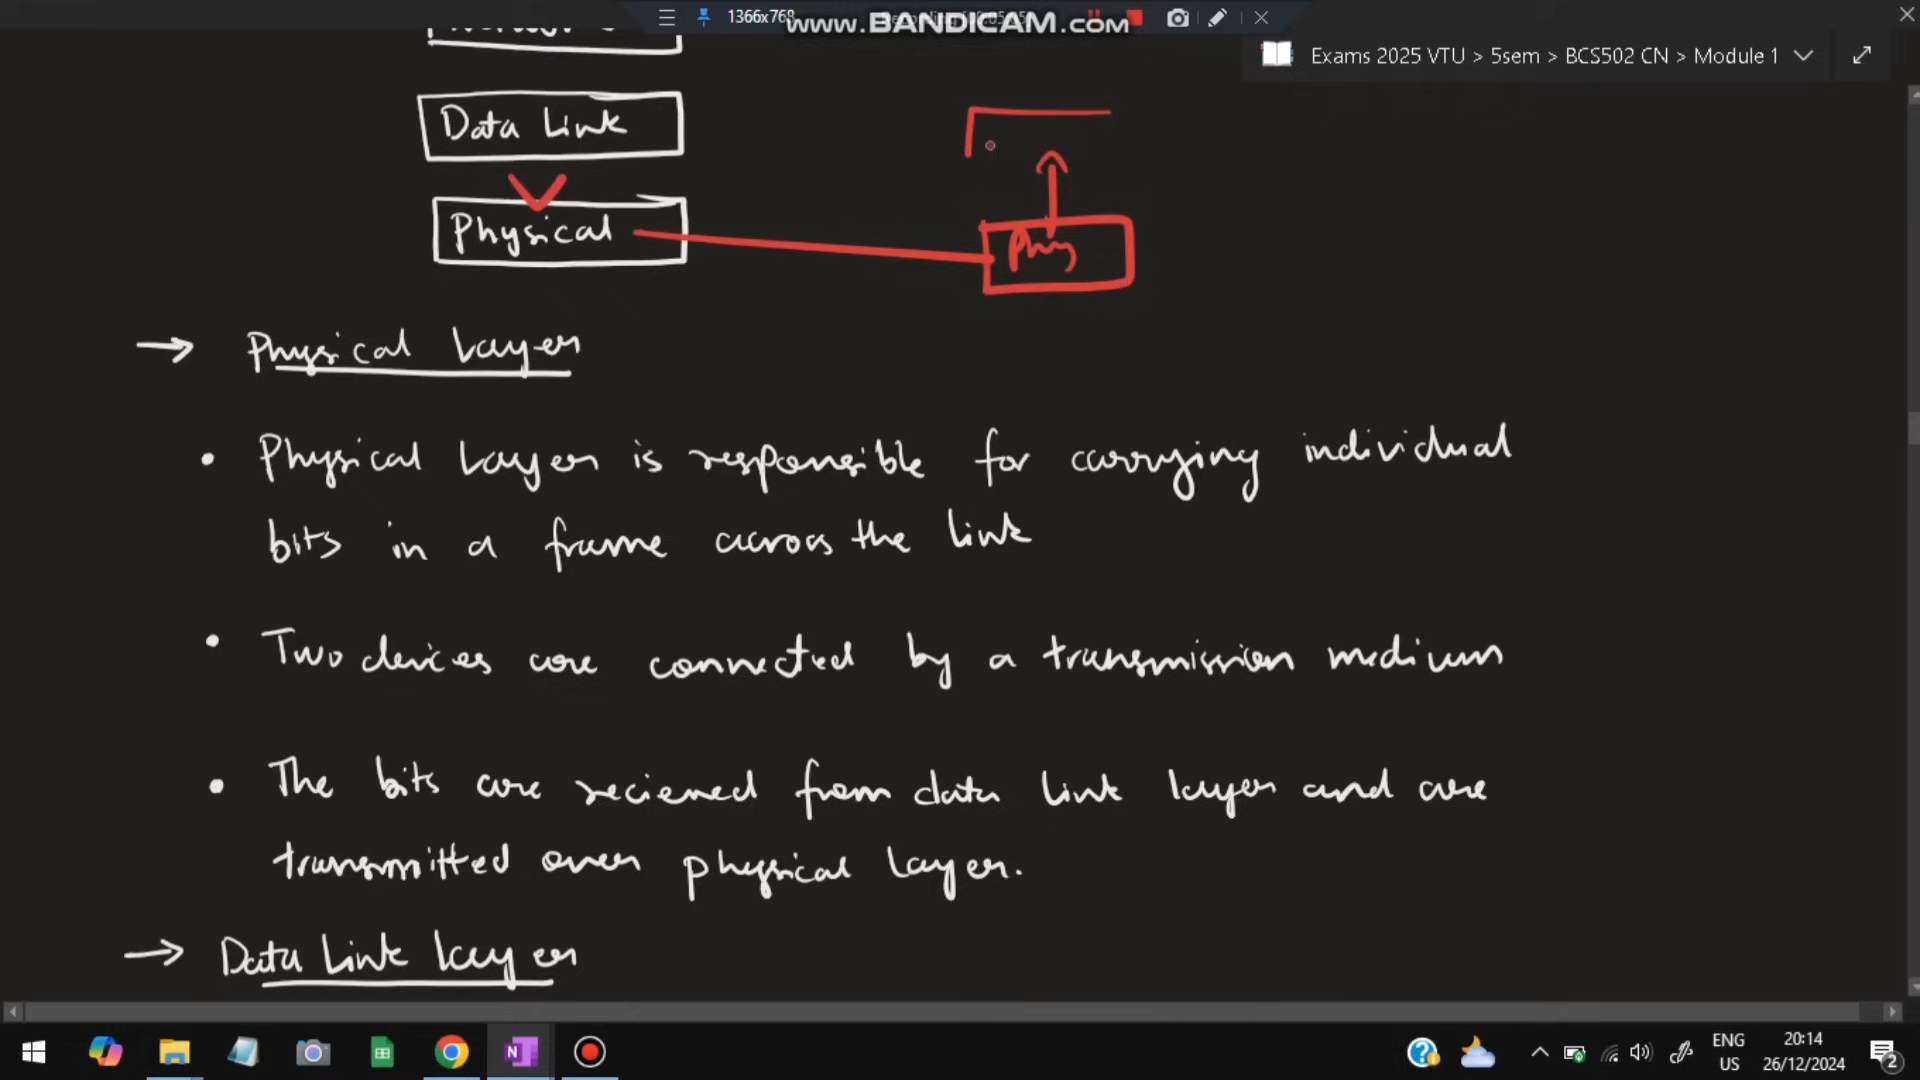 1366x768
www.BANDICAM.com
Exams 2025 VTU > 5sem > BCS502 CN > Module 1
Data Link
Physical
Phy
→ Physical Layer
• Physical Layer is responsible for carrying individual
bits in a frame across the link
• Two devices are connected by a transmission medium
• The bits are recieved from data link layer and are
transmitted over physical layer.
→ Data Link Layer
ENG
US
20:14
26/12/2024
2